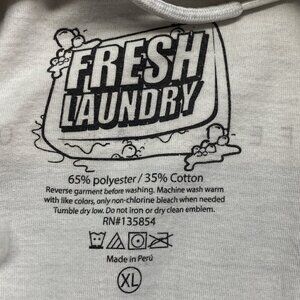 FRESH
LAUNDRY
65% polyester / 35% Cotton
Reverse garment before washing. Machine wash warm
with like colors, only non-chlorine bleach when needed
Tumble dry low. Do not iron or dry clean emblem.
RN#135854
Made in Perú
XL